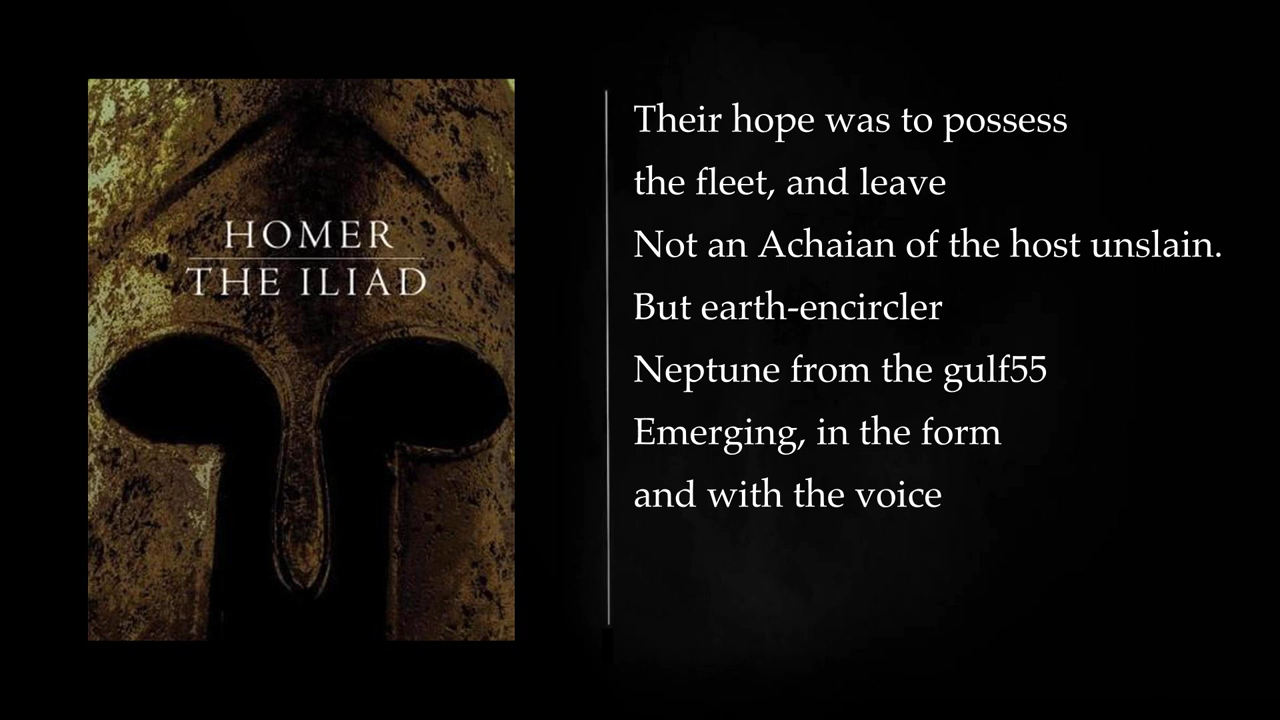 HOMER
THE ILIAD
Their hope was to possess
the fleet, and leave
Not an Achaian of the host unslain.
But earth-encircler
Neptune from the gulf55
Emerging, in the form
and with the voice